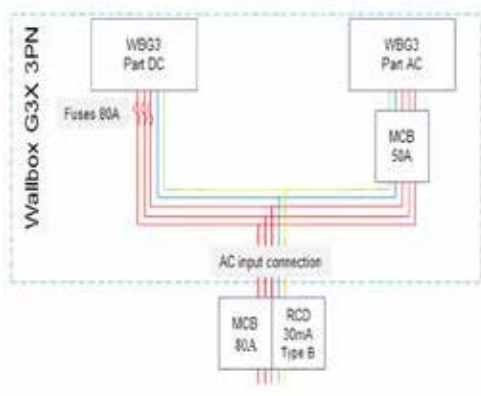 Wallbox G3X 3PN
WBG3
Part DC
WBG3
Part AC
Fuses 80A
MCB
50A
AC input connection
MCB
80A
RCD
30mA
Type B